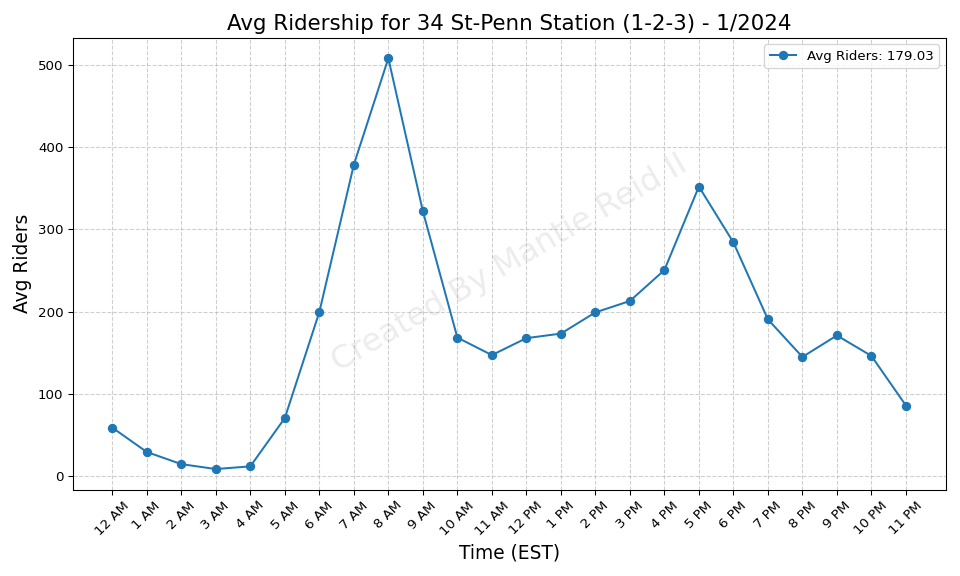 Avg Ridership for 34 St-Penn Station (1-2-3) - 1/2024
Avg Riders: 179.03
500
400
300
200
100
0
Avg Riders
Created By Mantie Reid II
12 AM
1 AM
2 AM
3 AM
4 AM
5 AM
6 AM
7 AM
8 AM
9 AM
10 AM
11 AM
12 PM
1 PM
2 PM
3 PM
4 PM
5 PM
6 PM
7 PM
8 PM
9 PM
10 PM
11 PM
Time (EST)